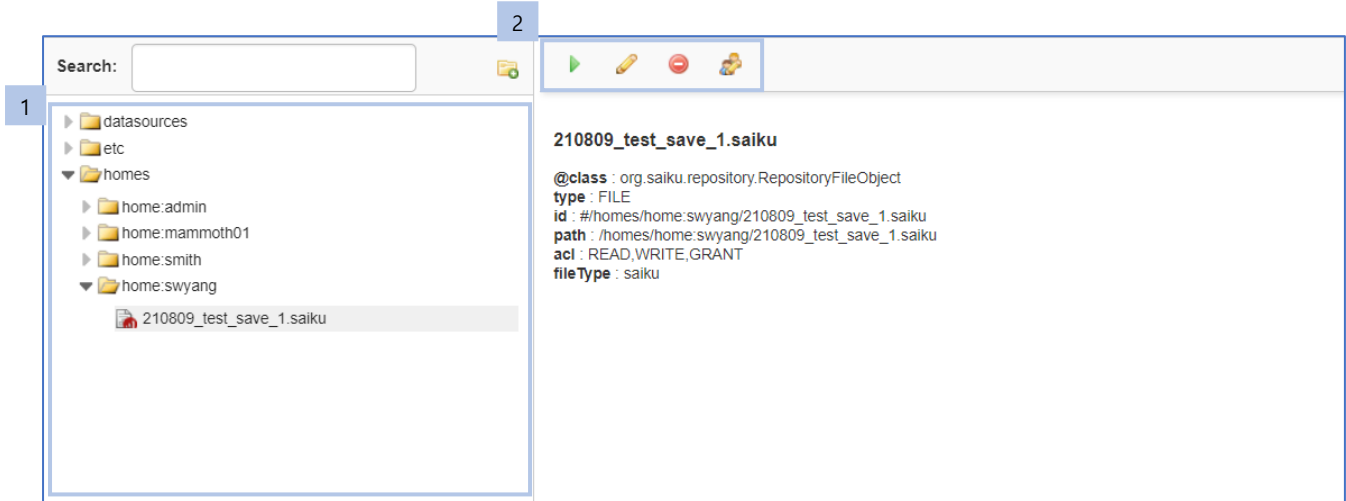 2
Search:
1
datasources
etc
homes
home:admin
home:mammoth01
home:smith
home:swyang
210809_test_save_1.saiku
210809_test_save_1.saiku
@class : org.saiku.repository.RepositoryFileObject
type : FILE
id : #/homes/home:swyang/210809_test_save_1.saiku
path : /homes/home:swyang/210809_test_save_1.saiku
acl : READ,WRITE,GRANT
fileType : saiku